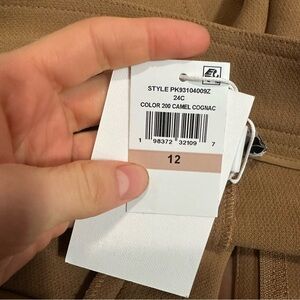 STYLE PK93104009Z
24C
COLOR 200 CAMEL COGNAC
1 98372 32109 7
12